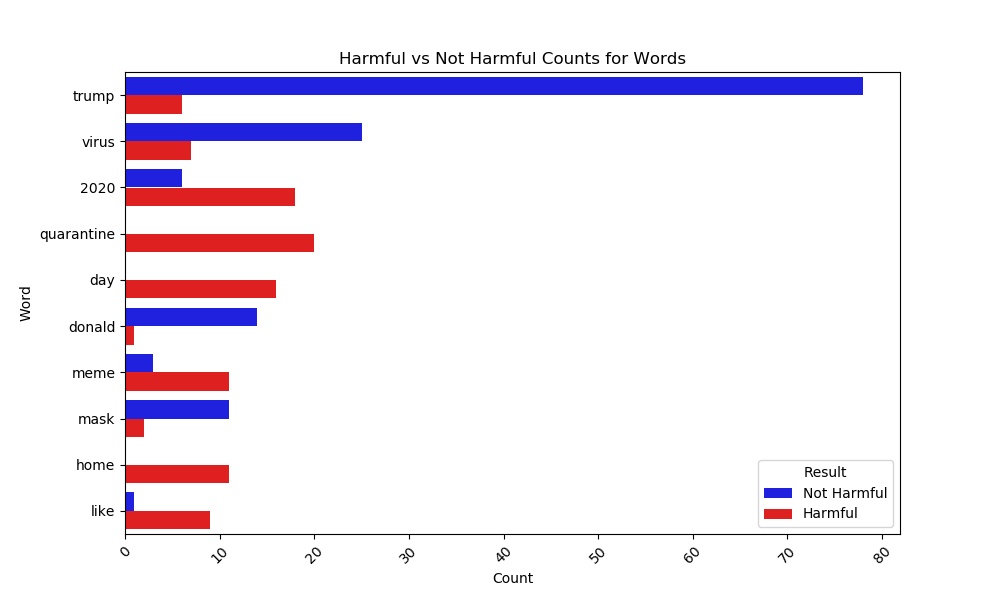 Harmful vs Not Harmful Counts for Words
trump
virus
2020
quarantine
day
donald
meme
mask
home
like
Word
0 10 20 30 40 50 60 70 80
Count
Result
Not Harmful
Harmful